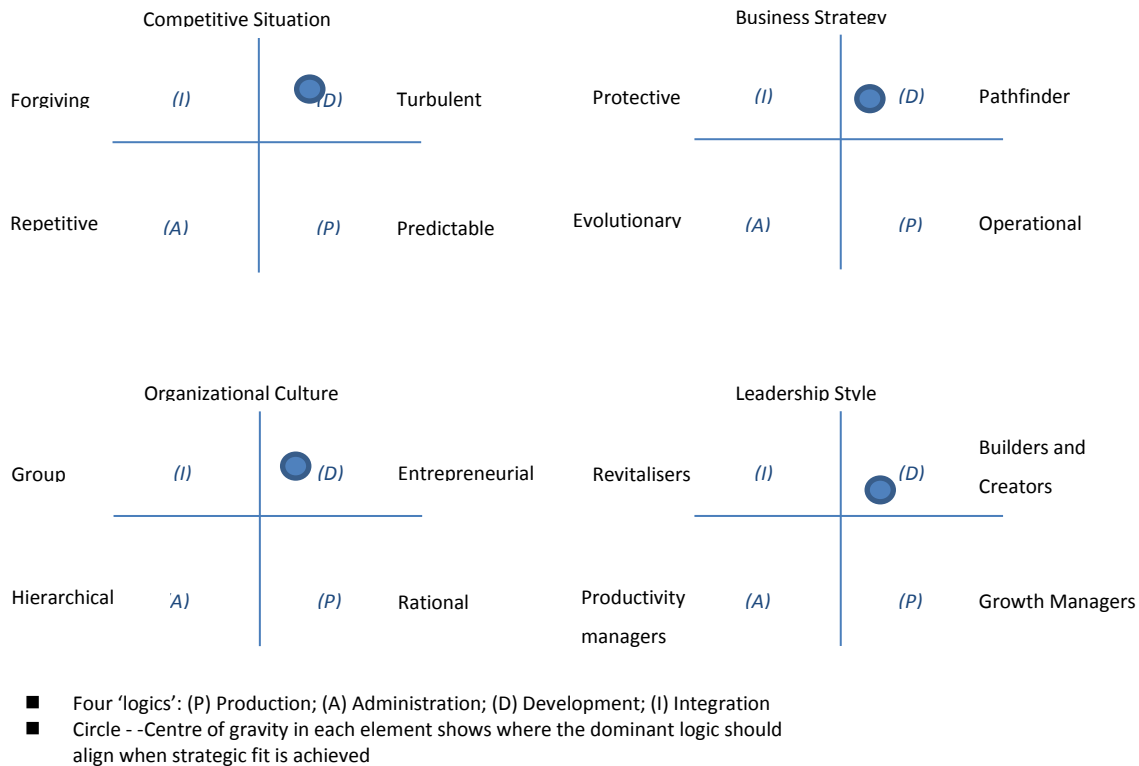 Competitive Situation
Business Strategy
Forgiving (I) (D) Turbulent
Protective (I) (D) Pathfinder
Repetitive (A) (P) Predictable
Evolutionary (A) (P) Operational
Organizational Culture
Leadership Style
Group (I) (D) Entrepreneurial
Revitalisers (I) (D) Builders and
Creators
Hierarchical (A) (P) Rational
Productivity (A) (P) Growth Managers
managers
■ Four ‘logics’: (P) Production; (A) Administration; (D) Development; (I) Integration
■ Circle - -Centre of gravity in each element shows where the dominant logic should
align when strategic fit is achieved